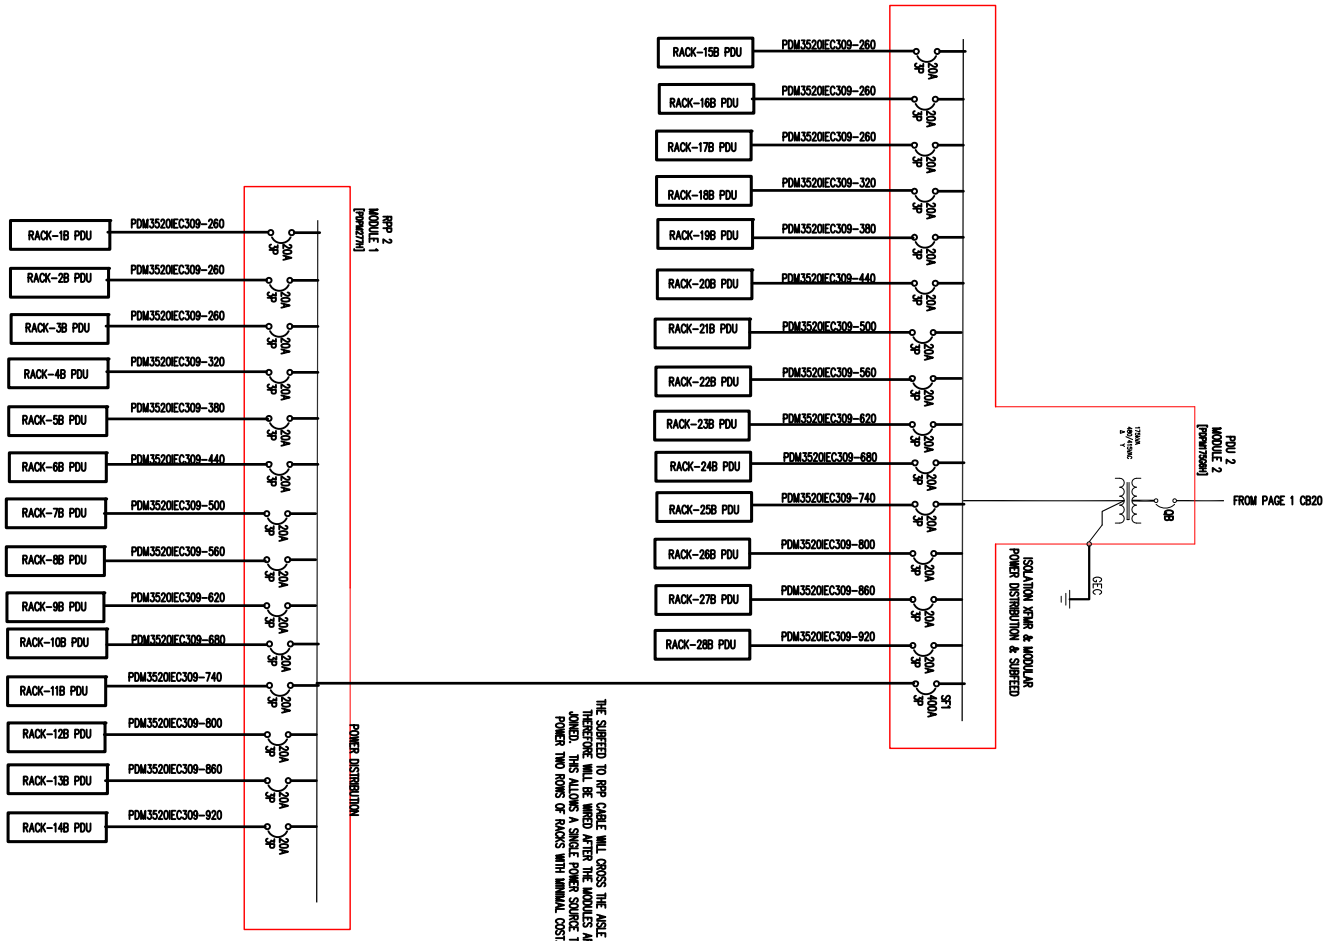 RACK-15B PDU PDM3520IEC309-260 20A 3P
RACK-16B PDU PDM3520IEC309-260 20A 3P
RACK-17B PDU PDM3520IEC309-260 20A 3P
RACK-18B PDU PDM3520IEC309-320 20A 3P
RACK-19B PDU PDM3520IEC309-380 20A 3P
RACK-20B PDU PDM3520IEC309-440 20A 3P
RACK-21B PDU PDM3520IEC309-500 20A 3P
RACK-22B PDU PDM3520IEC309-560 20A 3P
RACK-23B PDU PDM3520IEC309-620 20A 3P
RACK-24B PDU PDM3520IEC309-680 20A 3P
RACK-25B PDU PDM3520IEC309-740 20A 3P
RACK-26B PDU PDM3520IEC309-800 20A 3P
RACK-27B PDU PDM3520IEC309-860 20A 3P
RACK-28B PDU PDM3520IEC309-920 20A 3P
SF1
400A
3P
PDU 2
MODULE 2
[PDPM175G6H]
175kVA
480/415VAC
Δ Y
QB
FROM PAGE 1 CB20
GEC
ISOLATION XFMR & MODULAR
POWER DISTRIBUTION & SUBFEED
RPP 2
MODULE 1
[PDPM277H]
RACK-1B PDU PDM3520IEC309-260 20A 3P
RACK-2B PDU PDM3520IEC309-260 20A 3P
RACK-3B PDU PDM3520IEC309-260 20A 3P
RACK-4B PDU PDM3520IEC309-320 20A 3P
RACK-5B PDU PDM3520IEC309-380 20A 3P
RACK-6B PDU PDM3520IEC309-440 20A 3P
RACK-7B PDU PDM3520IEC309-500 20A 3P
RACK-8B PDU PDM3520IEC309-560 20A 3P
RACK-9B PDU PDM3520IEC309-620 20A 3P
RACK-10B PDU PDM3520IEC309-680 20A 3P
RACK-11B PDU PDM3520IEC309-740 20A 3P
RACK-12B PDU PDM3520IEC309-800 20A 3P
RACK-13B PDU PDM3520IEC309-860 20A 3P
RACK-14B PDU PDM3520IEC309-920 20A 3P
POWER DISTRIBUTION
THE SUBFEED TO RPP CABLE WILL CROSS THE AISLE
THEREFORE WILL BE WIRED AFTER THE MODULES
JOINED. THIS ALLOWS A SINGLE POWER SOURCE
POWER TWO ROWS OF RACKS WITH MINIMAL COST.